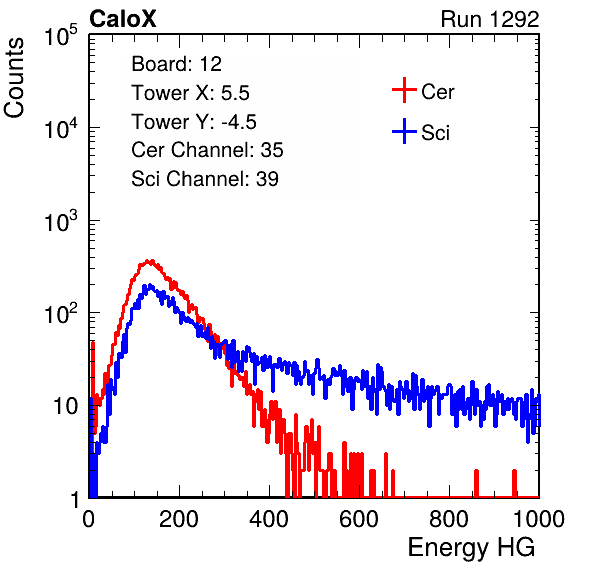 CaloX Run 1292
Counts
10^5
10^4
10^3
10^2
10
1
Board: 12
Tower X: 5.5
Tower Y: -4.5
Cer Channel: 35
Sci Channel: 39
Cer
Sci
0 200 400 600 800 1000
Energy HG